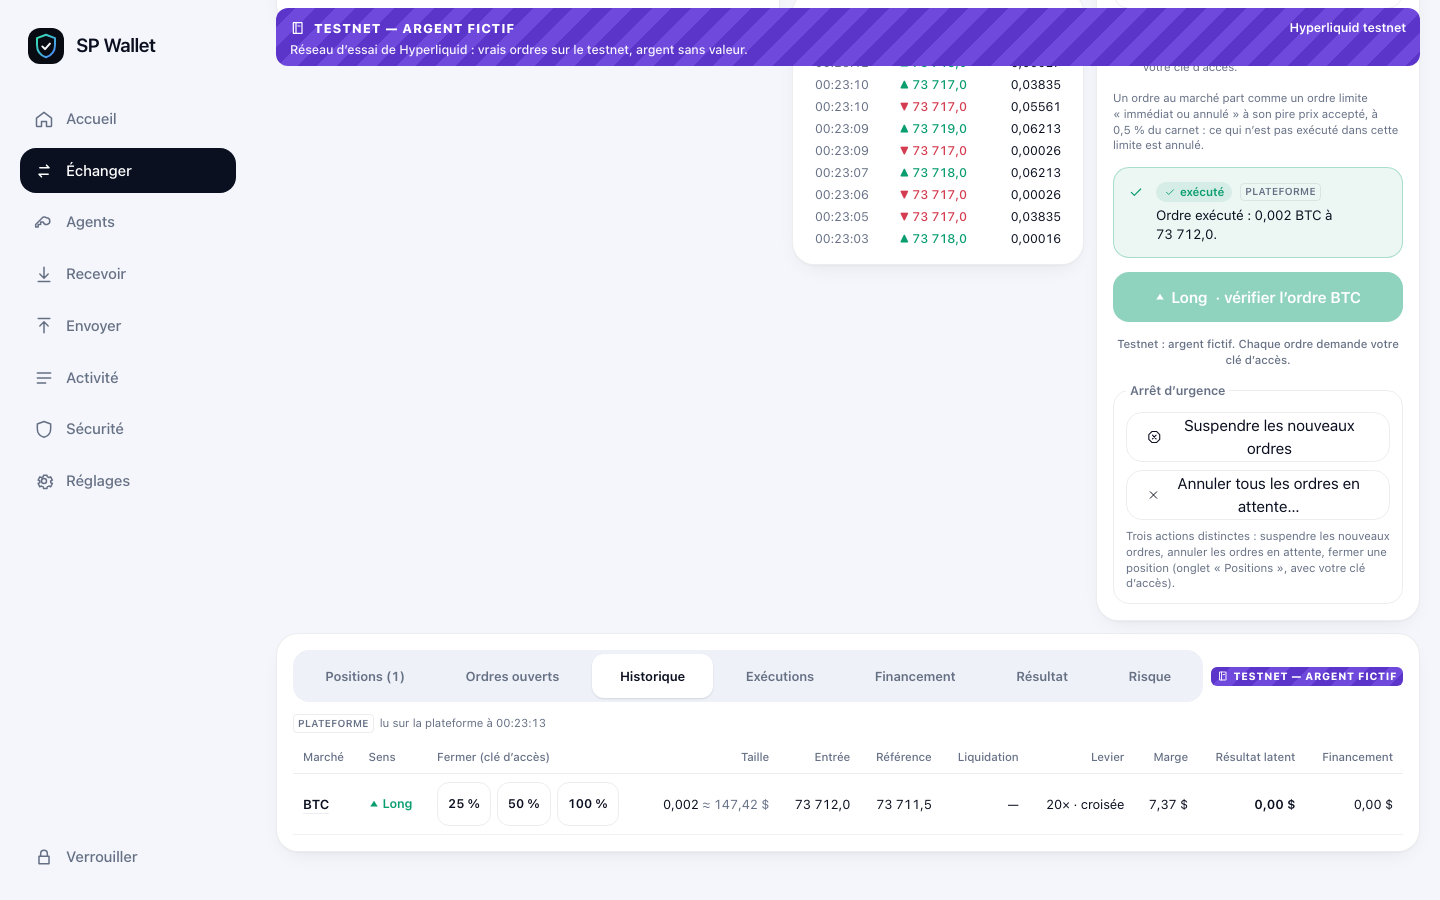 SP Wallet
Accueil
Échanger
Agents
Recevoir
Envoyer
Activité
Sécurité
Réglages
Verrouiller
TESTNET — ARGENT FICTIF
Hyperliquid testnet
Réseau d’essai de Hyperliquid : vrais ordres sur le testnet, argent sans valeur.
00:23:10 ▲ 73 717,0 0,03835
00:23:10 ▼ 73 717,0 0,05561
00:23:09 ▲ 73 719,0 0,06213
00:23:09 ▼ 73 717,0 0,00026
00:23:07 ▲ 73 718,0 0,06213
00:23:06 ▼ 73 717,0 0,00026
00:23:05 ▼ 73 717,0 0,03835
00:23:03 ▲ 73 718,0 0,00016
votre clé d’accès.
Un ordre au marché part comme un ordre limite
« immédiat ou annulé » à son pire prix accepté, à
0,5 % du carnet : ce qui n’est pas exécuté dans cette
limite est annulé.
exécuté PLATEFORME
Ordre exécuté : 0,002 BTC à
73 712,0.
▲ Long · vérifier l’ordre BTC
Testnet : argent fictif. Chaque ordre demande votre
clé d’accès.
Arrêt d’urgence
Suspendre les nouveaux
ordres
Annuler tous les ordres en
attente…
Trois actions distinctes : suspendre les nouveaux
ordres, annuler les ordres en attente, fermer une
position (onglet « Positions », avec votre clé
d’accès).
Positions (1) Ordres ouverts Historique Exécutions Financement Résultat Risque
TESTNET — ARGENT FICTIF
PLATEFORME lu sur la plateforme à 00:23:13
Marché Sens Fermer (clé d’accès) Taille Entrée Référence Liquidation Levier Marge Résultat latent Financement
BTC ▲ Long 25 % 50 % 100 % 0,002 ≈ 147,42 $ 73 712,0 73 711,5 — 20× · croisée 7,37 $ 0,00 $ 0,00 $